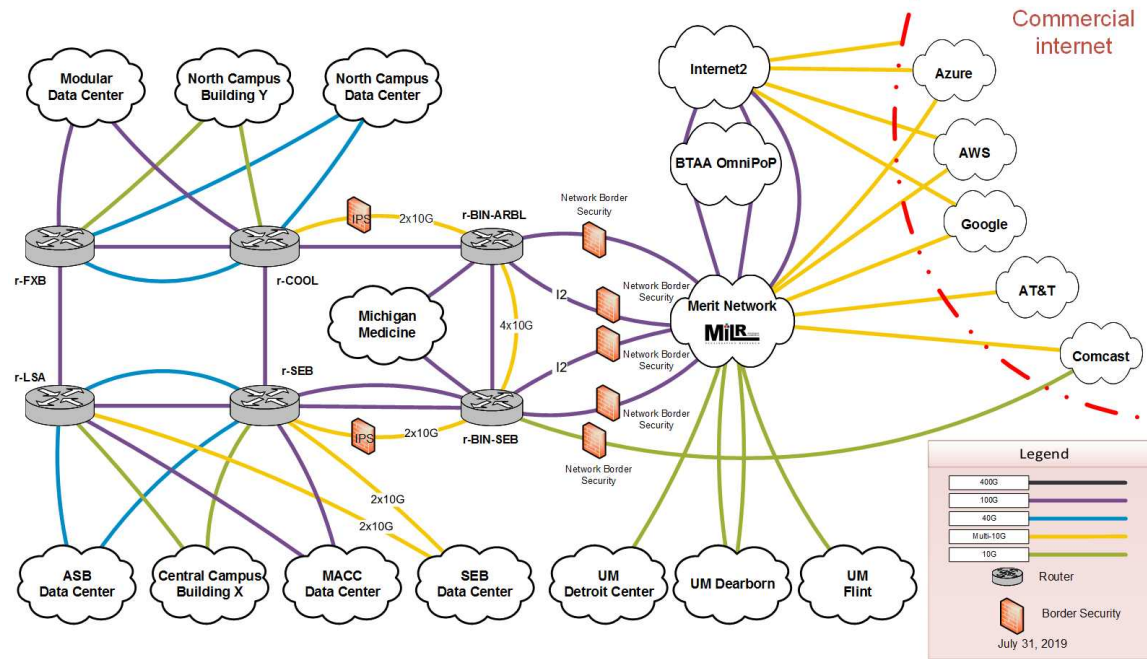 Commercial
internet
Modular
Data Center
North Campus
Building Y
North Campus
Data Center
Internet2
Azure
BTAA OmniPoP
AWS
Google
AT&T
Comcast
IPS
2x10G
r-BIN-ARBL
Network Border
Security
r-FXB
r-COOL
I2
Network Border
Security
Merit Network
MiLR
Michigan
Medicine
4x10G
Network Border
Security
I2
r-LSA
r-SEB
Network Border
Security
IPS
2x10G
r-BIN-SEB
Network Border
Security
2x10G
2x10G
ASB
Data Center
Central Campus
Building X
MACC
Data Center
SEB
Data Center
UM
Detroit Center
UM Dearborn
UM
Flint
Legend
400G
100G
40G
Multi-10G
10G
Router
Border Security
July 31, 2019